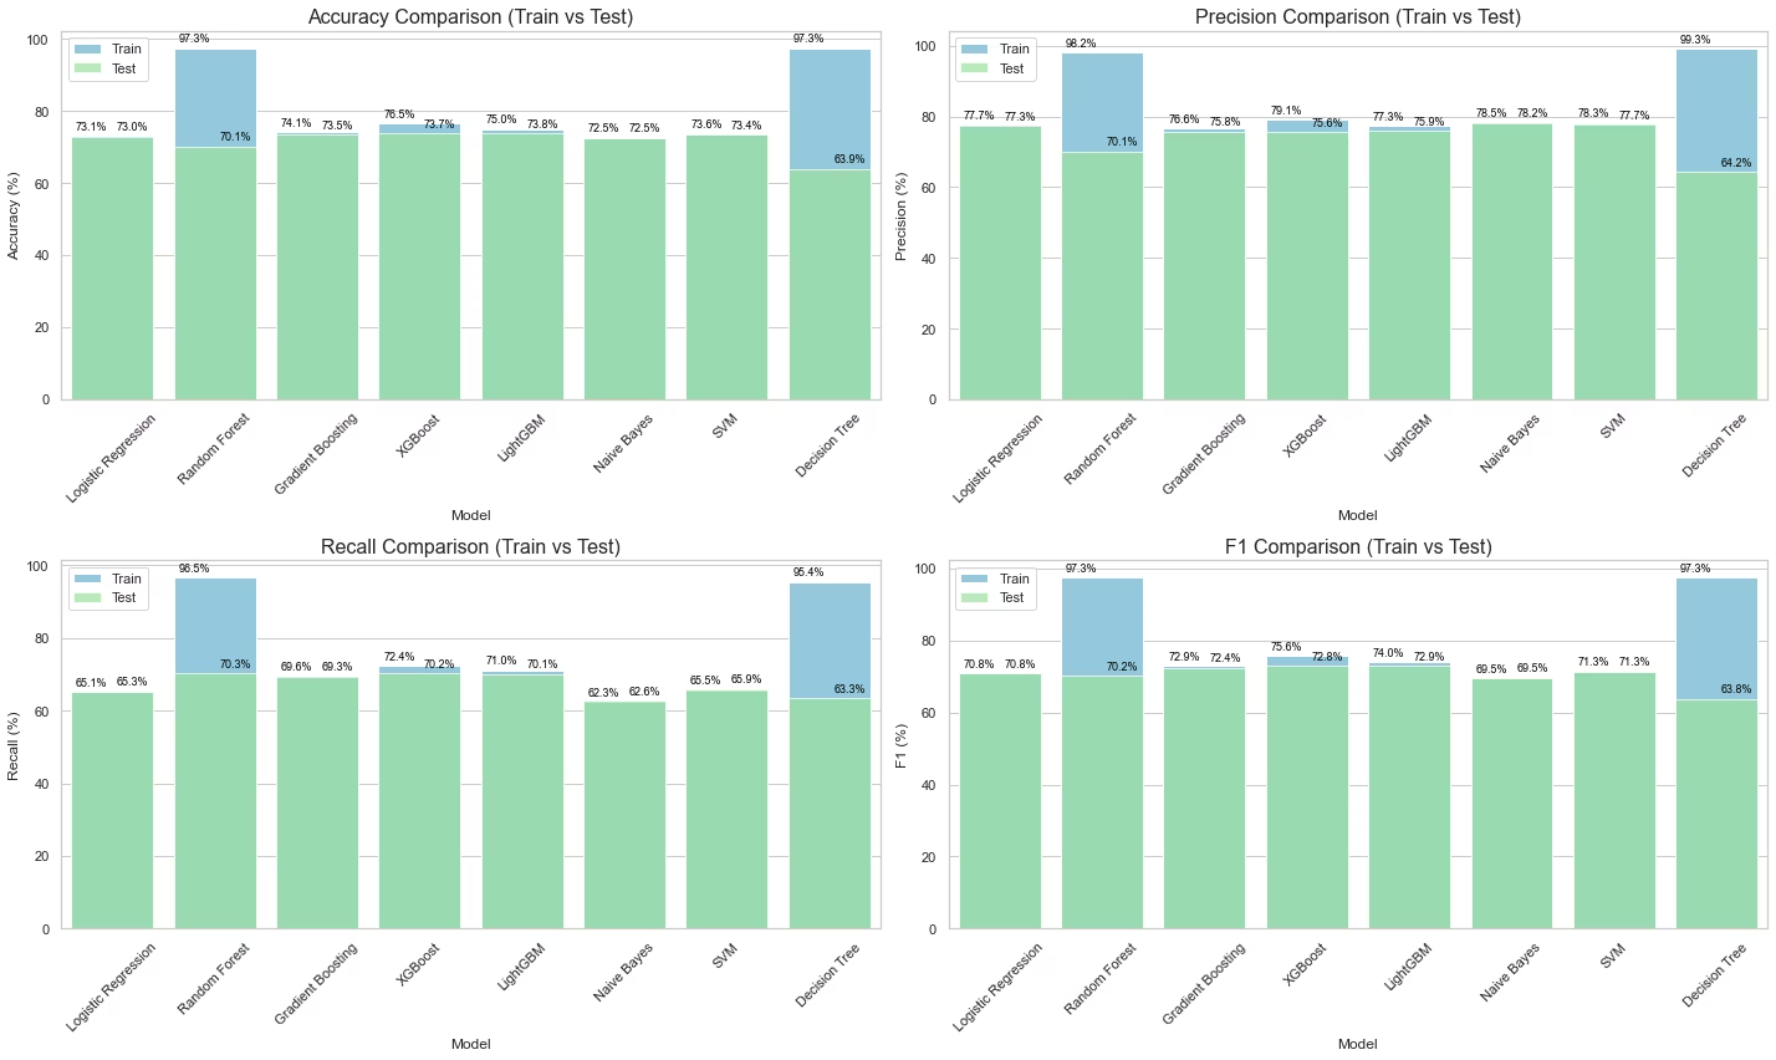 Accuracy Comparison (Train vs Test)
Train
Test
100
80
60
40
20
0
Accuracy (%)
73.1% 73.0%
97.3%
70.1%
74.1% 73.5%
76.5%
73.7%
75.0% 73.8%
72.5% 72.5%
73.6% 73.4%
97.3%
63.9%
Logistic Regression
Random Forest
Gradient Boosting
XGBoost
LightGBM
Naive Bayes
SVM
Decision Tree
Model
Precision Comparison (Train vs Test)
Train
Test
100
80
60
40
20
0
Precision (%)
77.7% 77.3%
98.2%
70.1%
76.6% 75.8%
79.1%
75.6%
77.3% 75.9%
78.5% 78.2%
78.3% 77.7%
99.3%
64.2%
Logistic Regression
Random Forest
Gradient Boosting
XGBoost
LightGBM
Naive Bayes
SVM
Decision Tree
Model
Recall Comparison (Train vs Test)
Train
Test
100
80
60
40
20
0
Recall (%)
65.1% 65.3%
96.5%
70.3%
69.6% 69.3%
72.4%
70.2%
71.0% 70.1%
62.3% 62.6%
65.5% 65.9%
95.4%
63.3%
Logistic Regression
Random Forest
Gradient Boosting
XGBoost
LightGBM
Naive Bayes
SVM
Decision Tree
Model
F1 Comparison (Train vs Test)
Train
Test
100
80
60
40
20
0
F1 (%)
70.8% 70.8%
97.3%
70.2%
72.9% 72.4%
75.6%
72.8%
74.0% 72.9%
69.5% 69.5%
71.3% 71.3%
97.3%
63.8%
Logistic Regression
Random Forest
Gradient Boosting
XGBoost
LightGBM
Naive Bayes
SVM
Decision Tree
Model